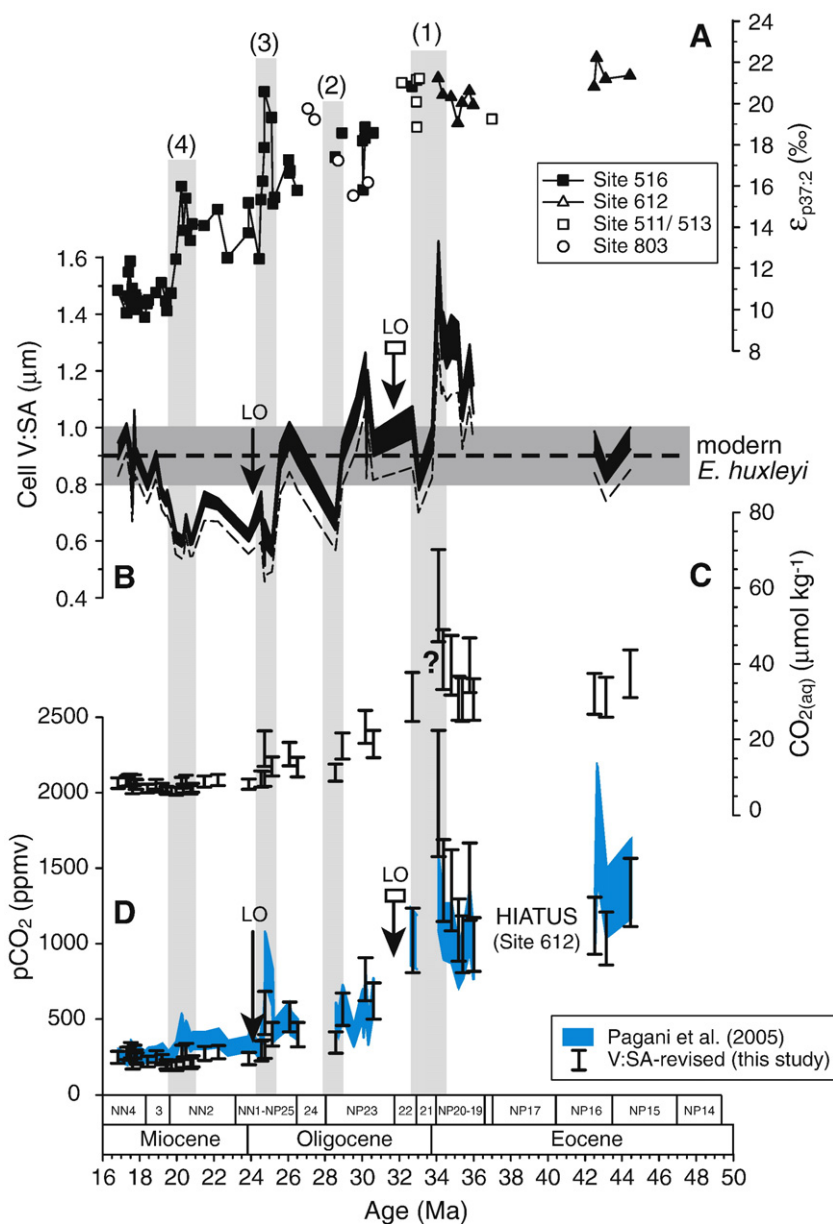 (1)
A
24
22
20
18
16
14
12
10
8
εp37:2 (‰)
(3)
(2)
(4)
Site 516
Site 612
Site 511/ 513
Site 803
1.6
1.4
1.2
1.0
0.8
0.6
0.4
Cell V:SA (μm)
LO
LO
modern
E. huxleyi
B
C
80
60
40
20
0
CO2(aq) (μmol kg-1)
?
2500
2000
1500
1000
500
0
pCO2 (ppmv)
D
LO
LO
HIATUS
(Site 612)
Pagani et al. (2005)
V:SA-revised (this study)
NN4 3 NN2 NN1-NP25 24 NP23 22 21 NP20-19 NP17 NP16 NP15 NP14
Miocene Oligocene Eocene
16 18 20 22 24 26 28 30 32 34 36 38 40 42 44 46 48 50
Age (Ma)